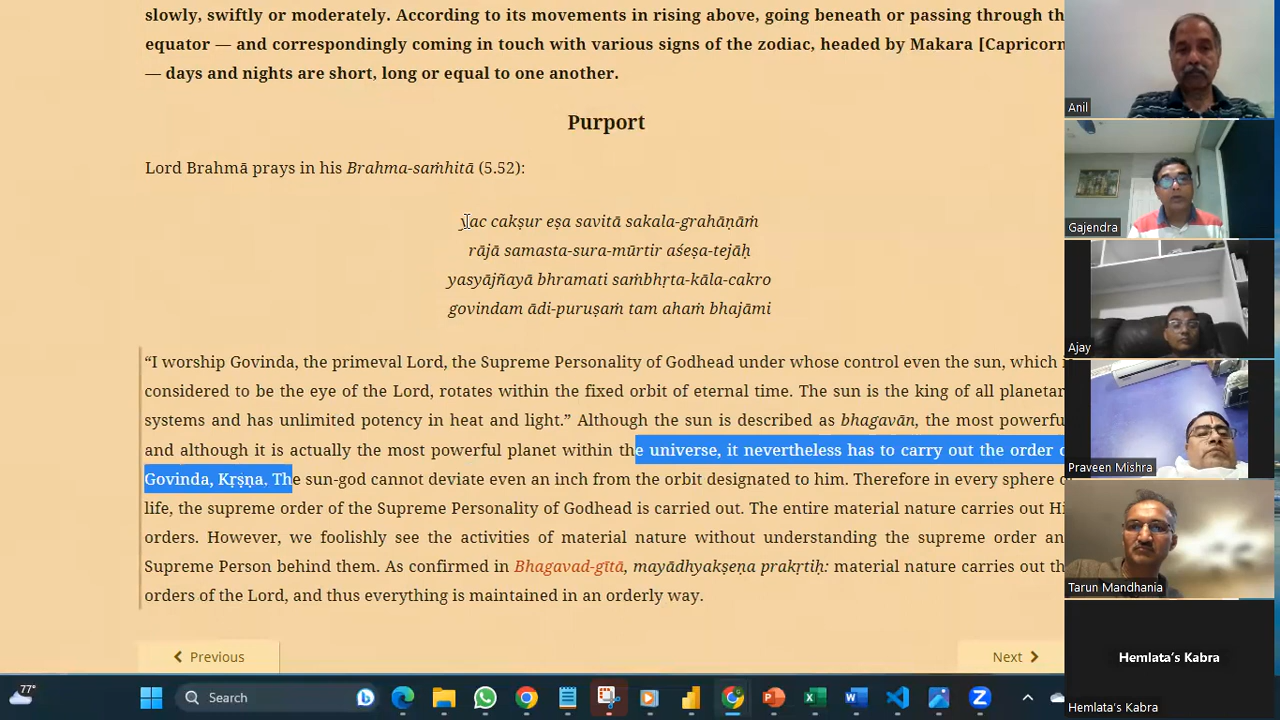 slowly, swiftly or moderately. According to its movements in rising above, going beneath or passing through th
equator — and correspondingly coming in touch with various signs of the zodiac, headed by Makara [Capricorn
— days and nights are short, long or equal to one another.
Purport
Lord Brahmā prays in his Brahma-saṁhitā (5.52):
yac cakṣur eṣa savitā sakala-grahāṇāṁ
rājā samasta-sura-mūrtir aśeṣa-tejāḥ
yasyājñayā bhramati saṁbhṛta-kāla-cakro
govindam ādi-puruṣaṁ tam ahaṁ bhajāmi
“I worship Govinda, the primeval Lord, the Supreme Personality of Godhead under whose control even the sun, which i
considered to be the eye of the Lord, rotates within the fixed orbit of eternal time. The sun is the king of all planetar
systems and has unlimited potency in heat and light.” Although the sun is described as bhagavān, the most powerfu
and although it is actually the most powerful planet within the universe, it nevertheless has to carry out the order o
Govinda, Kṛṣṇa. The sun-god cannot deviate even an inch from the orbit designated to him. Therefore in every sphere o
life, the supreme order of the Supreme Personality of Godhead is carried out. The entire material nature carries out Hi
orders. However, we foolishly see the activities of material nature without understanding the supreme order an
Supreme Person behind them. As confirmed in Bhagavad-gītā, mayādhyakṣeṇa prakṛtiḥ: material nature carries out th
orders of the Lord, and thus everything is maintained in an orderly way.
Previous
Next
77°
Search
Anil
Gajendra
Ajay
Praveen Mishra
Tarun Mandhania
Hemlata's Kabra
Hemlata's Kabra